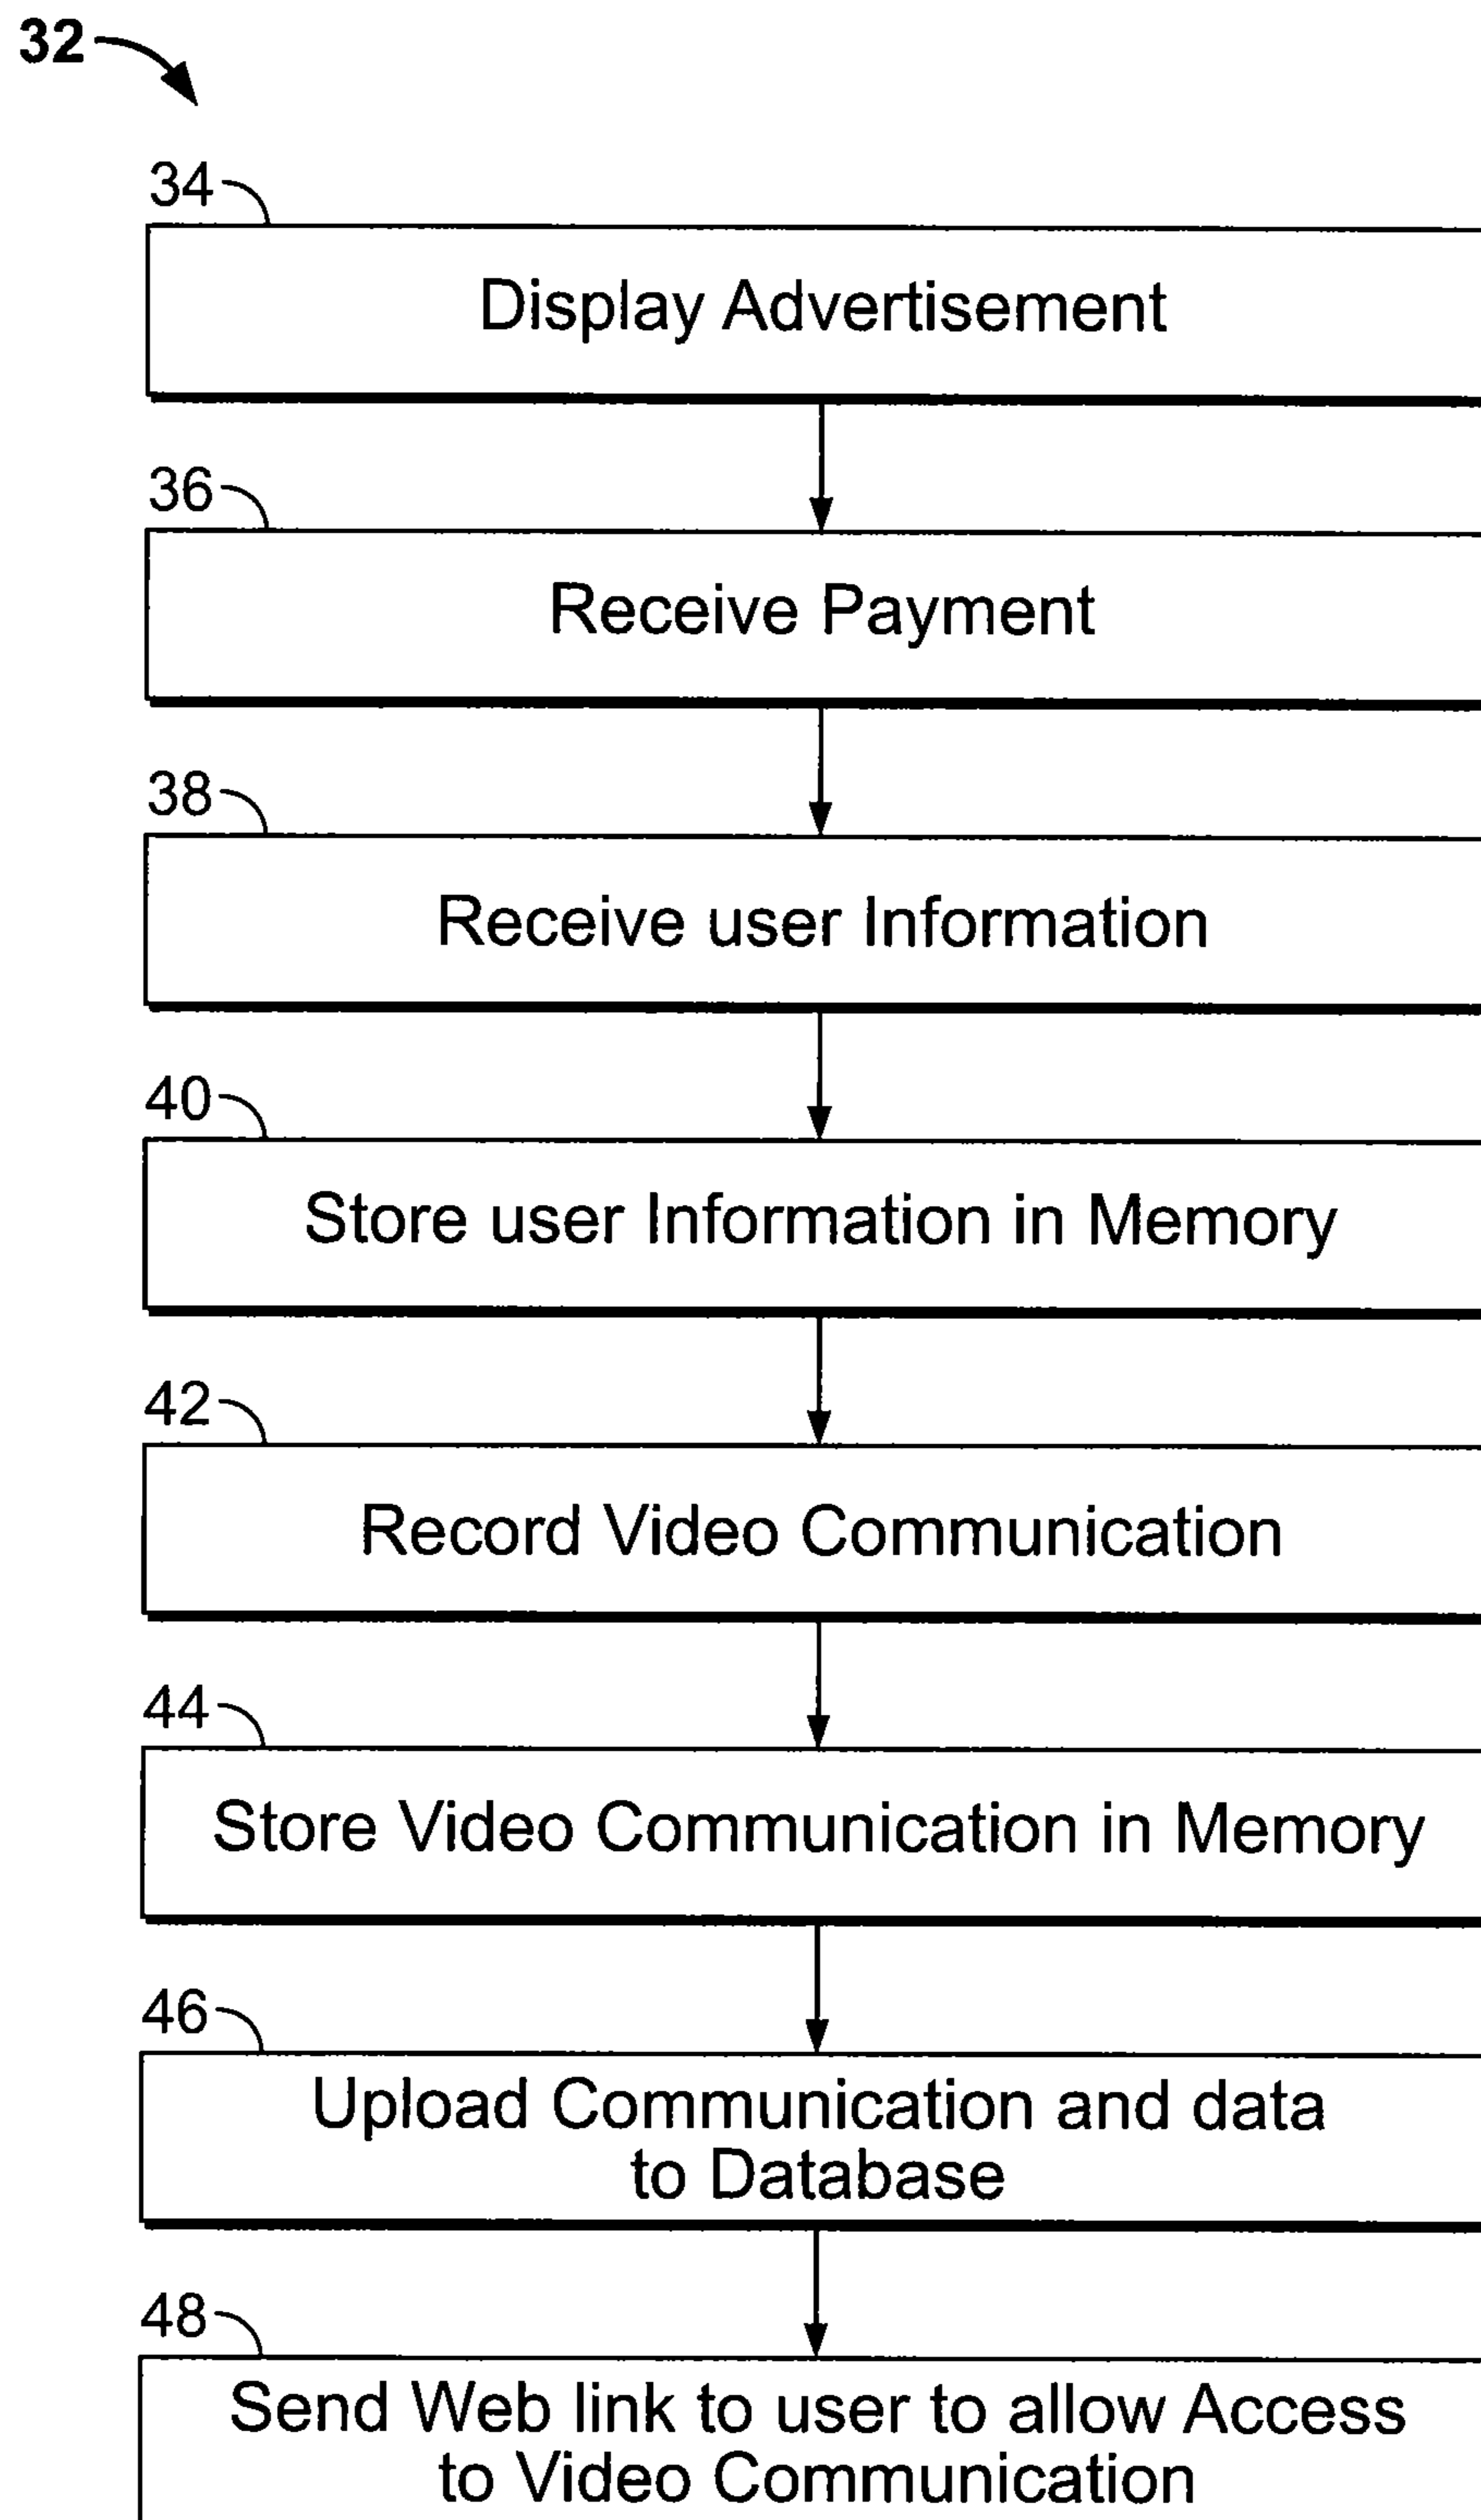 32
34
Display Advertisement
36
Receive Payment
38
Receive user Information
40
Store user Information in Memory
42
Record Video Communication
44
Store Video Communication in Memory
46
Upload Communication and data
to Database
48
Send Web link to user to allow Access
to Video Communication